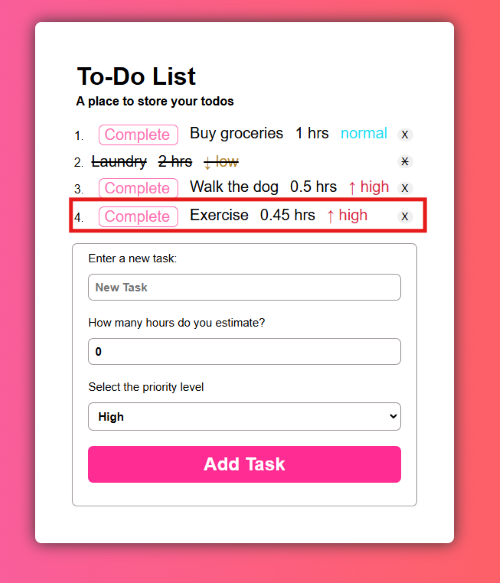 To-Do List
A place to store your todos
1. Complete Buy groceries 1 hrs normal X
2. Laundry 2 hrs ↓ low X
3. Complete Walk the dog 0.5 hrs ↑ high X
4. Complete Exercise 0.45 hrs ↑ high X
Enter a new task:
New Task
How many hours do you estimate?
0
Select the priority level
High
Add Task